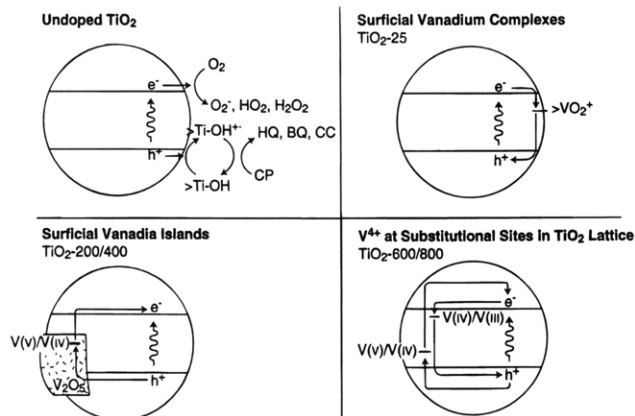 Undoped TiO₂
e⁻
O₂
O₂⁻, HO₂, H₂O₂
>Ti-OH⁺·
HQ, BQ, CC
h⁺
>Ti-OH
CP
Surficial Vanadium Complexes
TiO₂-25
e⁻
>VO₂⁺
h⁺
Surficial Vanadia Islands
TiO₂-200/400
e⁻
V(v)/V(iv)
V₂O₅
h⁺
V⁴⁺ at Substitutional Sites in TiO₂ Lattice
TiO₂-600/800
e⁻
V(iv)/V(iii)
V(v)/V(iv)
h⁺